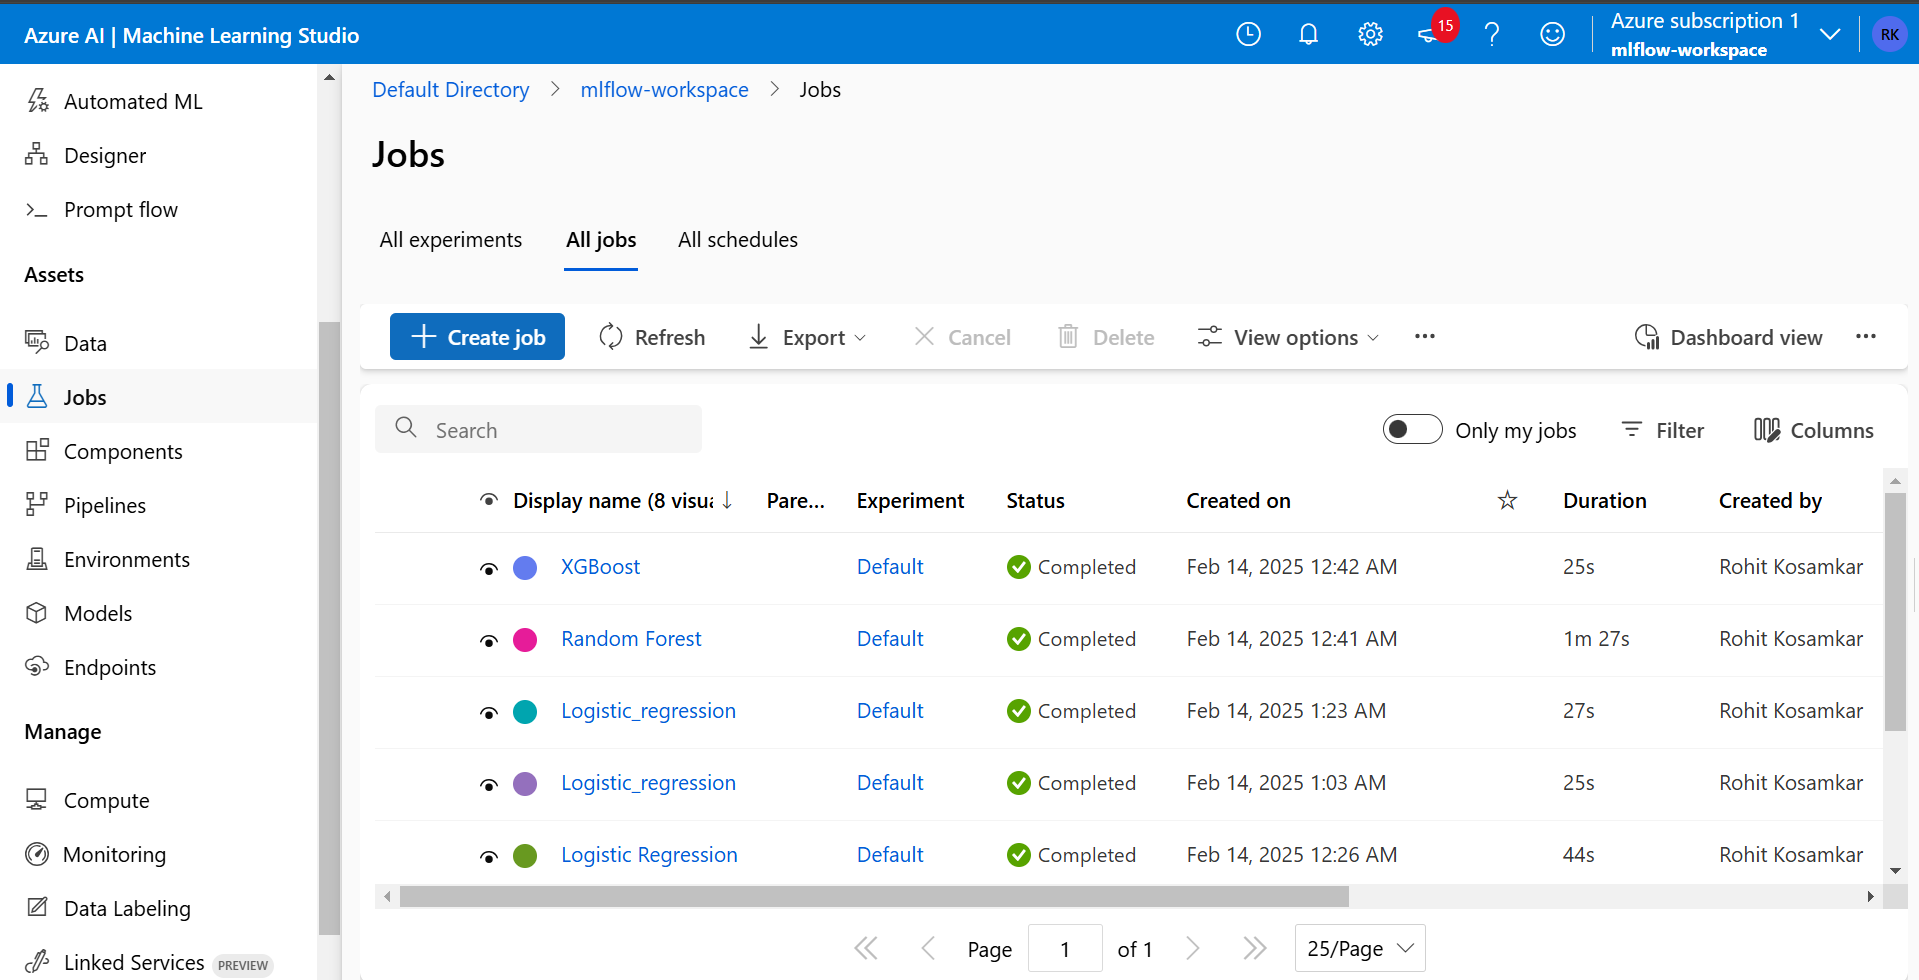 Azure AI | Machine Learning Studio
15
Azure subscription 1
mlflow-workspace
RK
Automated ML
Designer
Prompt flow
Assets
Data
Jobs
Components
Pipelines
Environments
Models
Endpoints
Manage
Compute
Monitoring
Data Labeling
Linked Services PREVIEW
Default Directory > mlflow-workspace > Jobs
Jobs
All experiments All jobs All schedules
Create job Refresh Export Cancel Delete View options ... Dashboard view ...
Search Only my jobs Filter Columns
Display name (8 visua Pare... Experiment Status Created on Duration Created by
XGBoost Default Completed Feb 14, 2025 12:42 AM 25s Rohit Kosamkar
Random Forest Default Completed Feb 14, 2025 12:41 AM 1m 27s Rohit Kosamkar
Logistic_regression Default Completed Feb 14, 2025 1:23 AM 27s Rohit Kosamkar
Logistic_regression Default Completed Feb 14, 2025 1:03 AM 25s Rohit Kosamkar
Logistic Regression Default Completed Feb 14, 2025 12:26 AM 44s Rohit Kosamkar
Page 1 of 1 25/Page